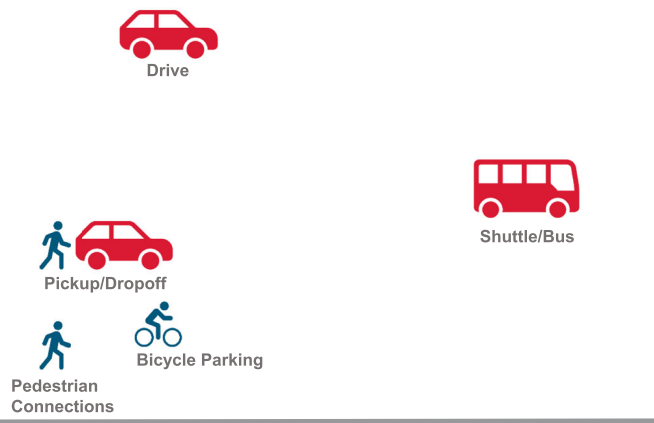 Drive
Shuttle/Bus
Pickup/Dropoff
Bicycle Parking
Pedestrian
Connections